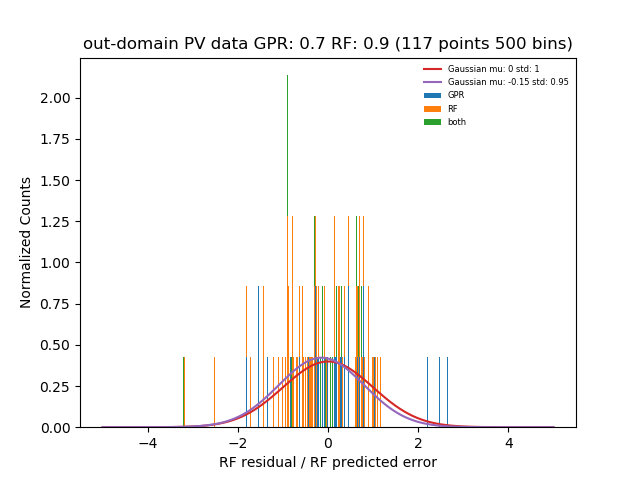 out-domain PV data GPR: 0.7 RF: 0.9 (117 points 500 bins)
Gaussian mu: 0 std: 1
Gaussian mu: -0.15 std: 0.95
GPR
RF
both
Normalized Counts
2.00
1.75
1.50
1.25
1.00
0.75
0.50
0.25
0.00
−4 −2 0 2 4
RF residual / RF predicted error